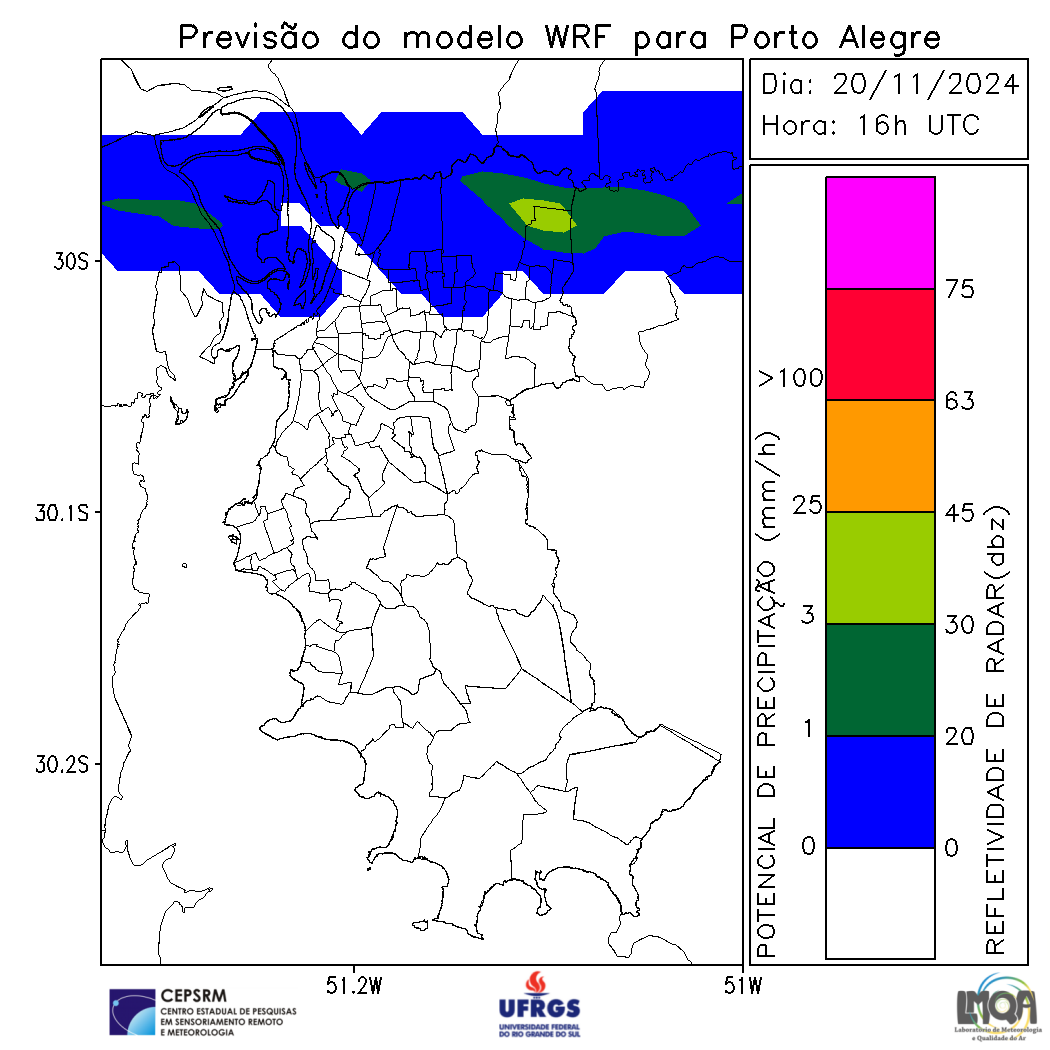 Previsão do modelo WRF para Porto Alegre
Dia: 20/11/2024
Hora: 16h UTC
30S
30.1S
30.2S
51.2W
51W
POTENCIAL DE PRECIPITAÇÃO (mm/h)
>100
25
3
1
0
75
63
45
30
20
0
REFLETIVIDADE DE RADAR(dbz)
CEPSRM
CENTRO ESTADUAL DE PESQUISAS
EM SENSORIAMENTO REMOTO
E METEOROLOGIA
UFRGS
UNIVERSIDADE FEDERAL
DO RIO GRANDE DO SUL
LMQA
Laboratório de Meteorologia
e Qualidade do Ar